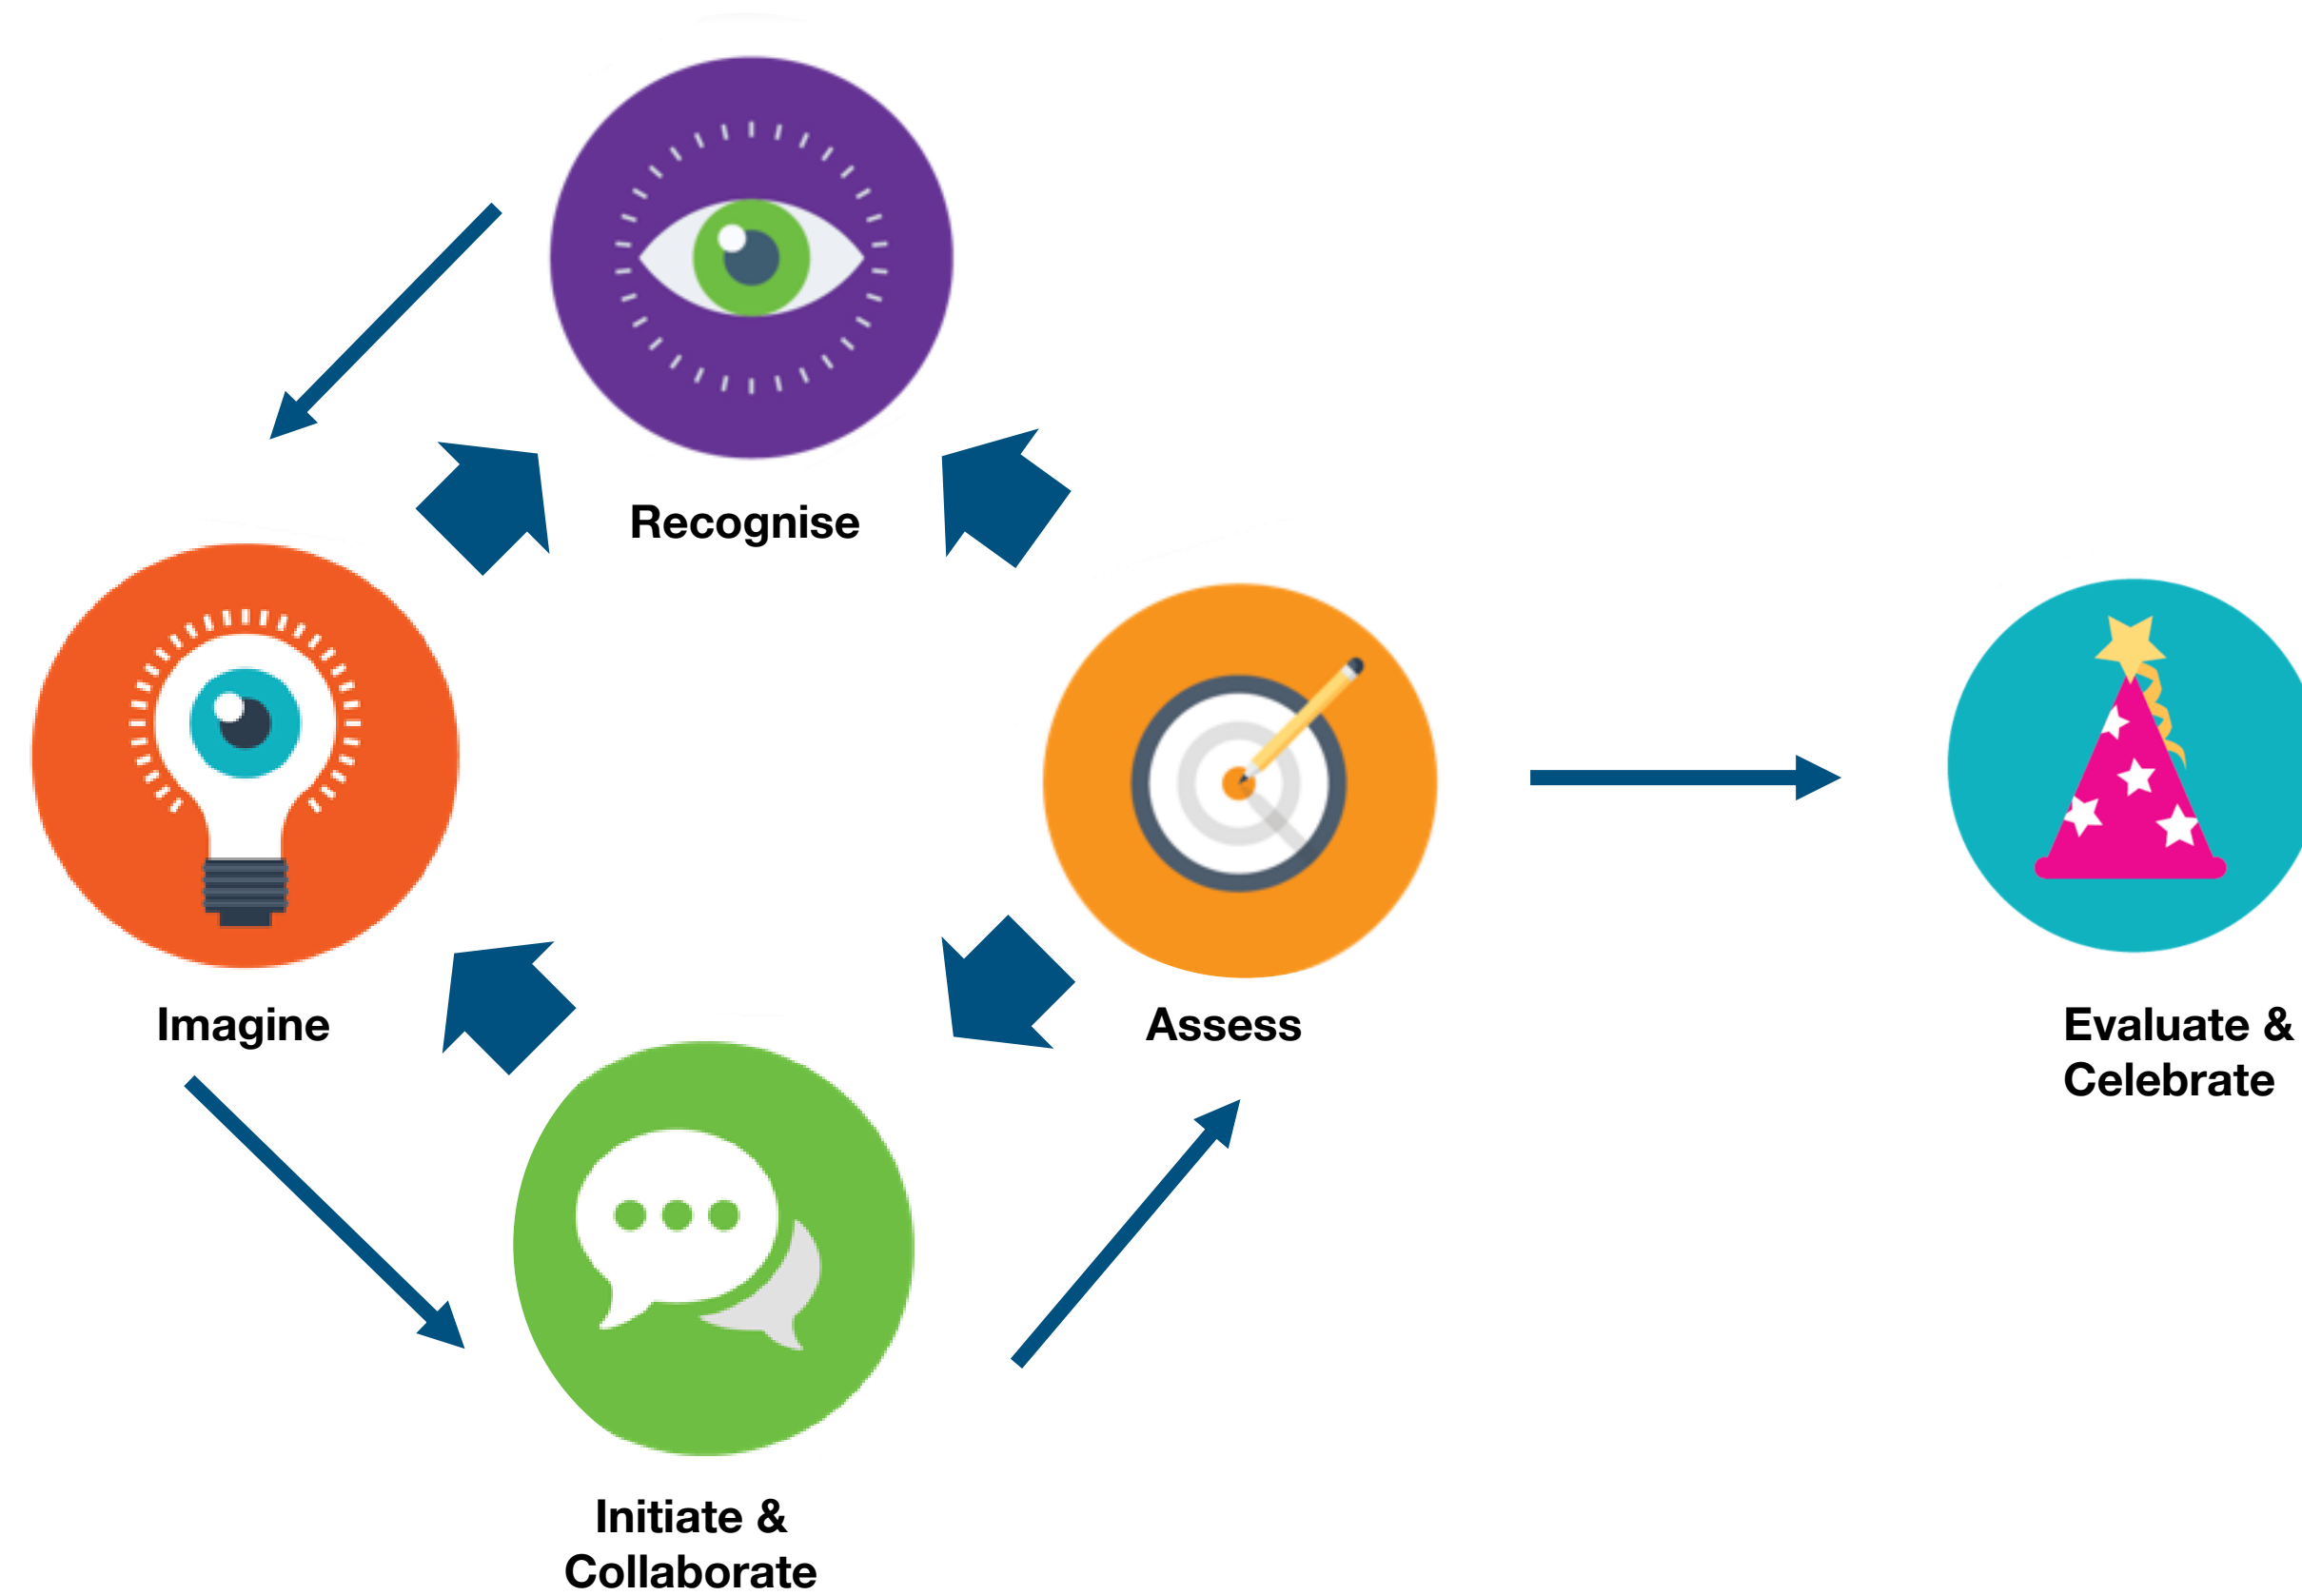 Recognise
Imagine
Assess
Evaluate &
Celebrate
Initiate &
Collaborate